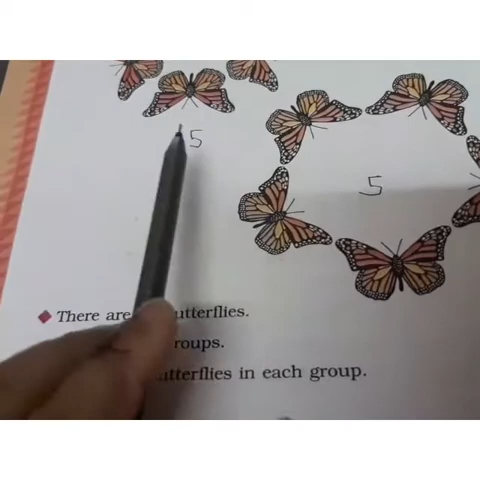 5
5
There are utterflies.
roups.
utterflies in each group.